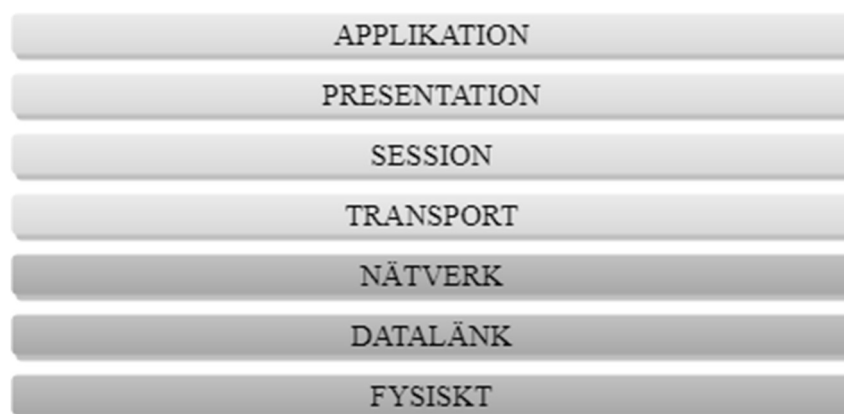 APPLIKATION
PRESENTATION
SESSION
TRANSPORT
NÄTVERK
DATALÄNK
FYSISKT